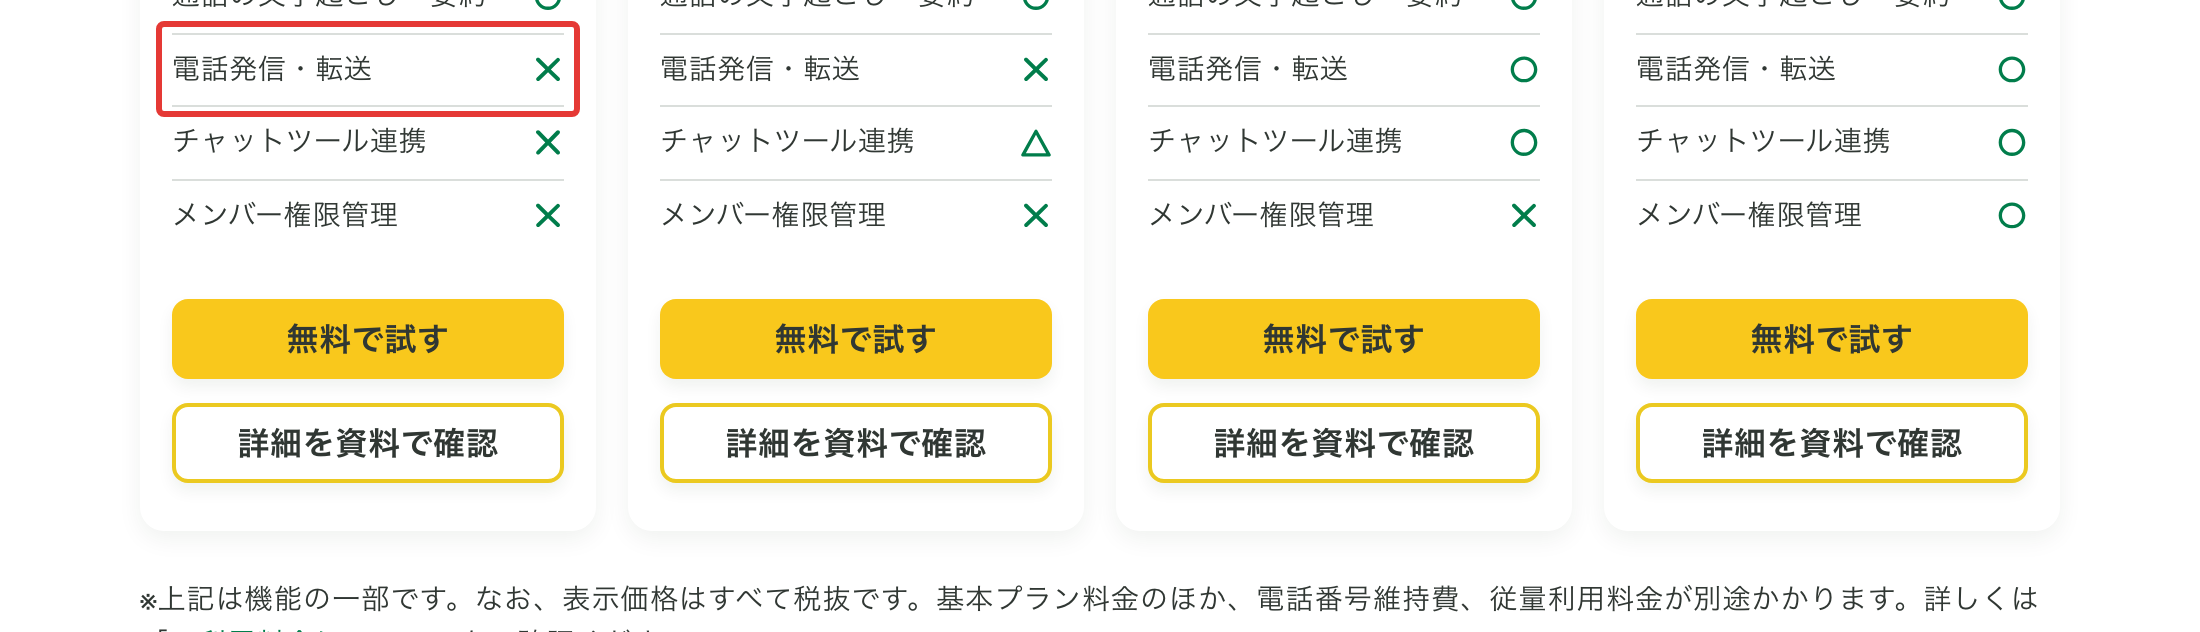 電話発信・転送 ×
電話発信・転送 ×
電話発信・転送 ○
電話発信・転送 ○
チャットツール連携 ×
チャットツール連携 △
チャットツール連携 ○
チャットツール連携 ○
メンバー権限管理 ×
メンバー権限管理 ×
メンバー権限管理 ×
メンバー権限管理 ○
無料で試す
無料で試す
無料で試す
無料で試す
詳細を資料で確認
詳細を資料で確認
詳細を資料で確認
詳細を資料で確認
※上記は機能の一部です。なお、表示価格はすべて税抜です。基本プラン料金のほか、電話番号維持費、従量利用料金が別途かかります。詳しくは